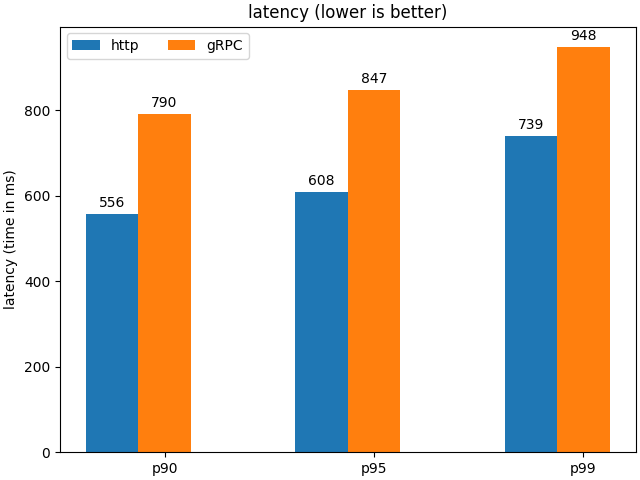 latency (lower is better)
http gRPC
948
847
790
739
608
556
800
600
400
200
0
latency (time in ms)
p90 p95 p99